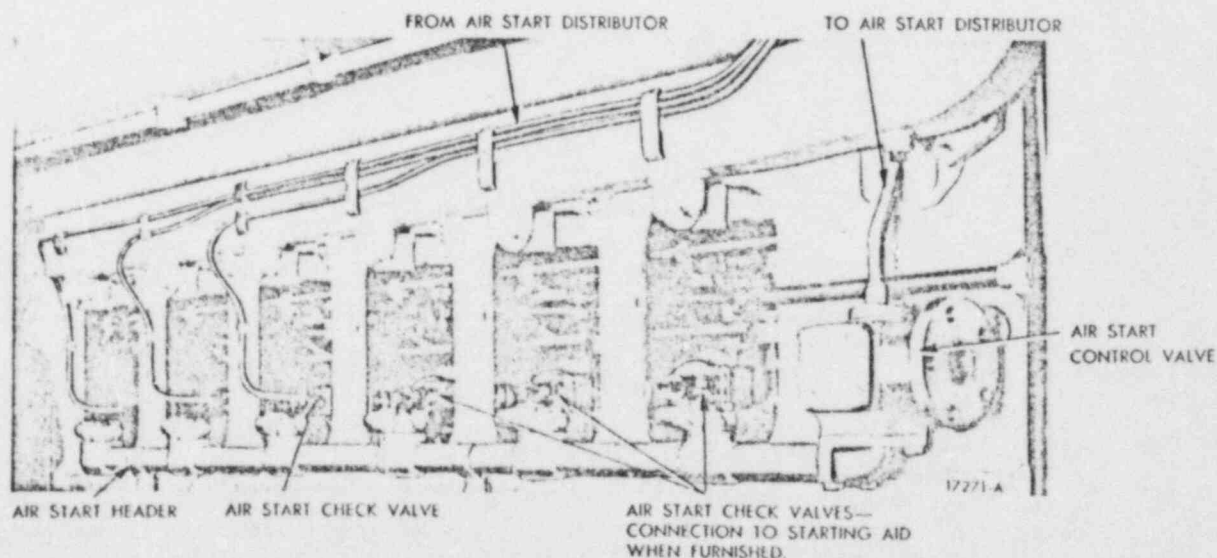 FROM AIR START DISTRIBUTOR
TO AIR START DISTRIBUTOR
AIR START
CONTROL VALVE
17271-A
AIR START HEADER
AIR START CHECK VALVE
AIR START CHECK VALVES—
CONNECTION TO STARTING AID
WHEN FURNISHED.